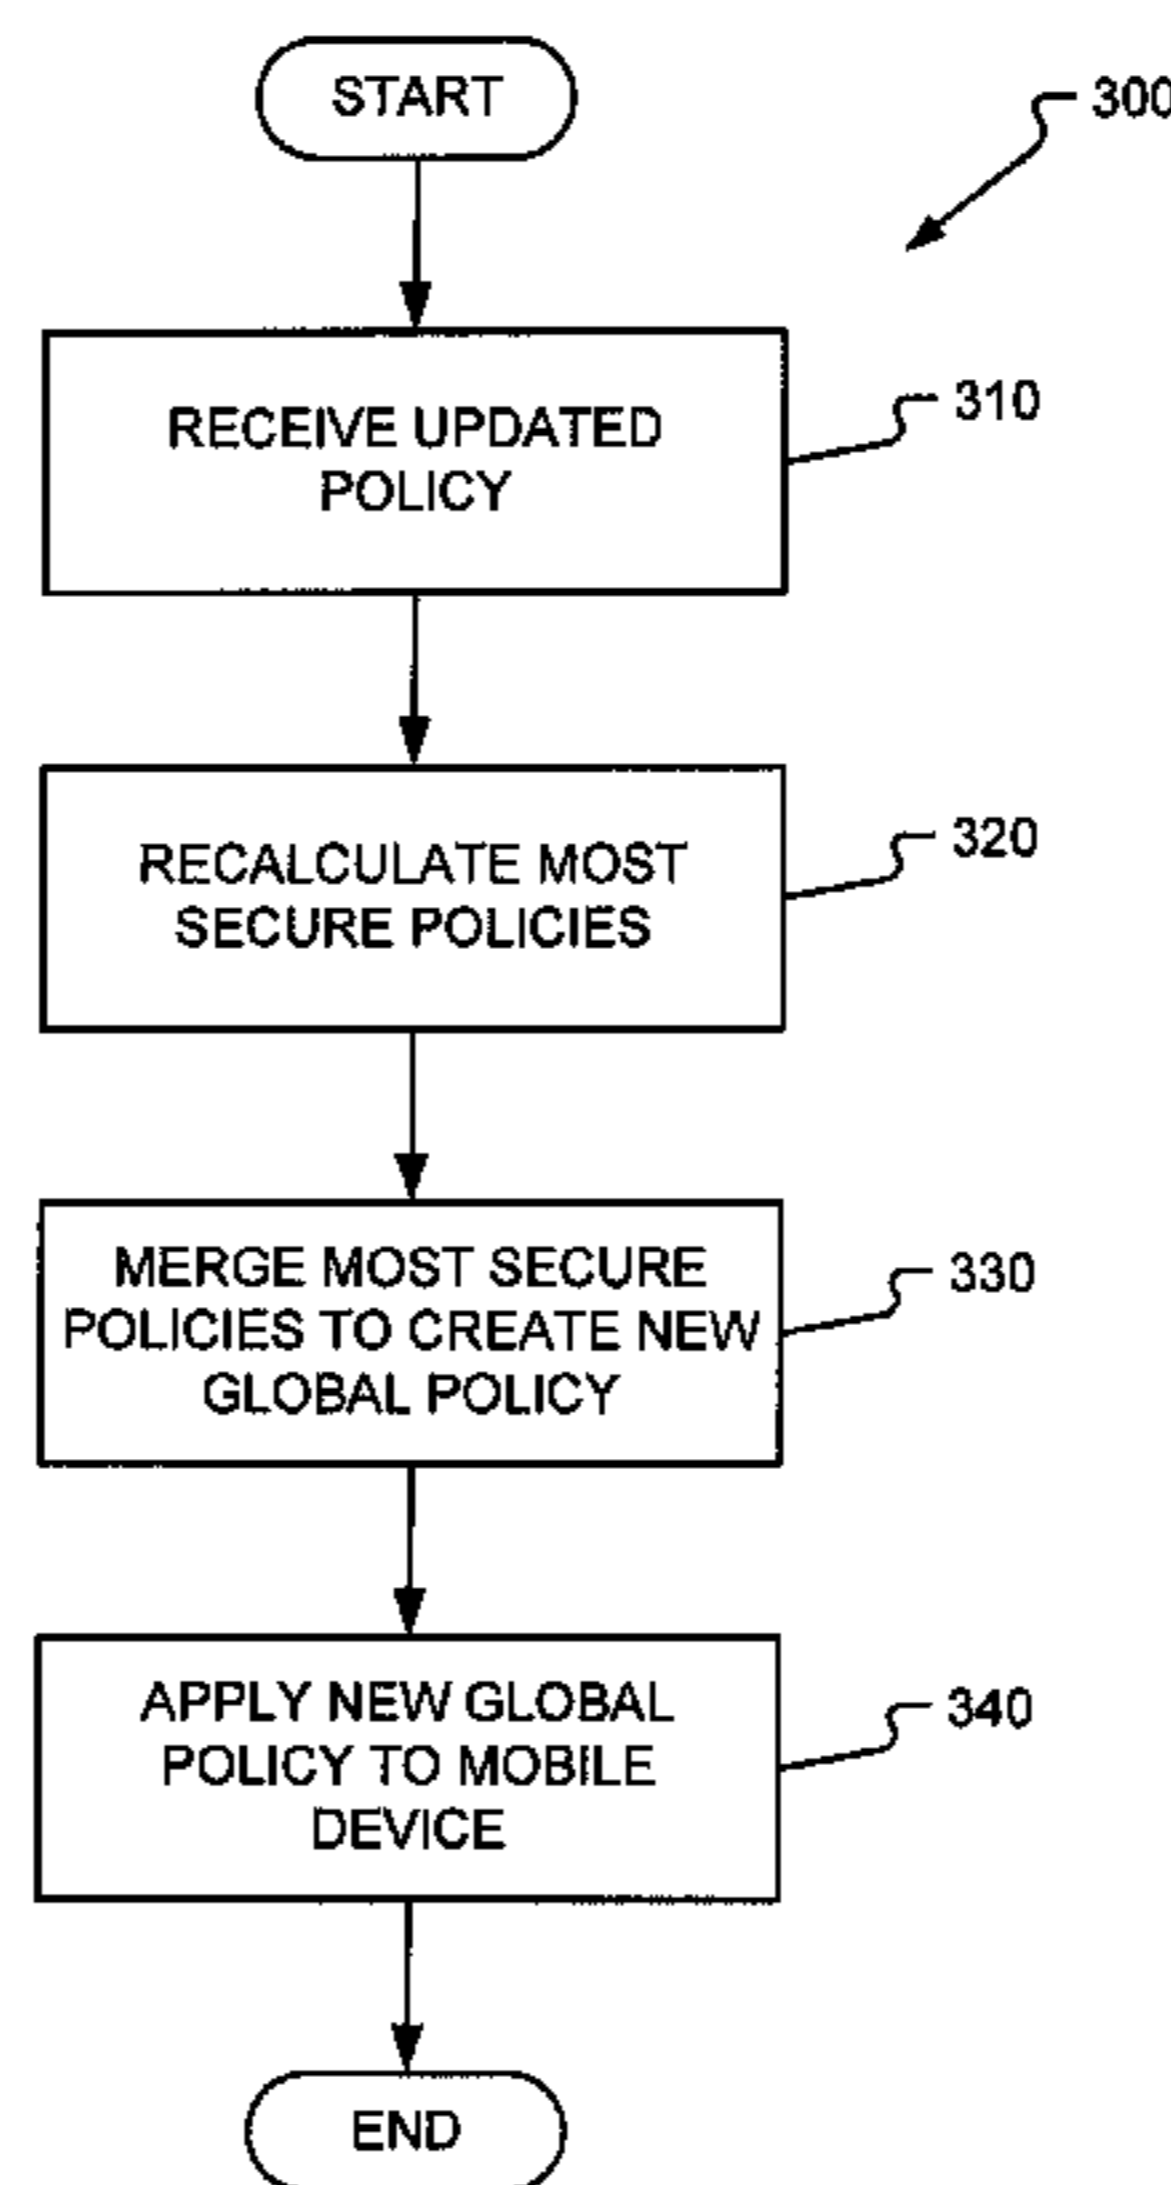 START
300
RECEIVE UPDATED
POLICY
310
RECALCULATE MOST
SECURE POLICIES
320
MERGE MOST SECURE
POLICIES TO CREATE NEW
GLOBAL POLICY
330
APPLY NEW GLOBAL
POLICY TO MOBILE
DEVICE
340
END